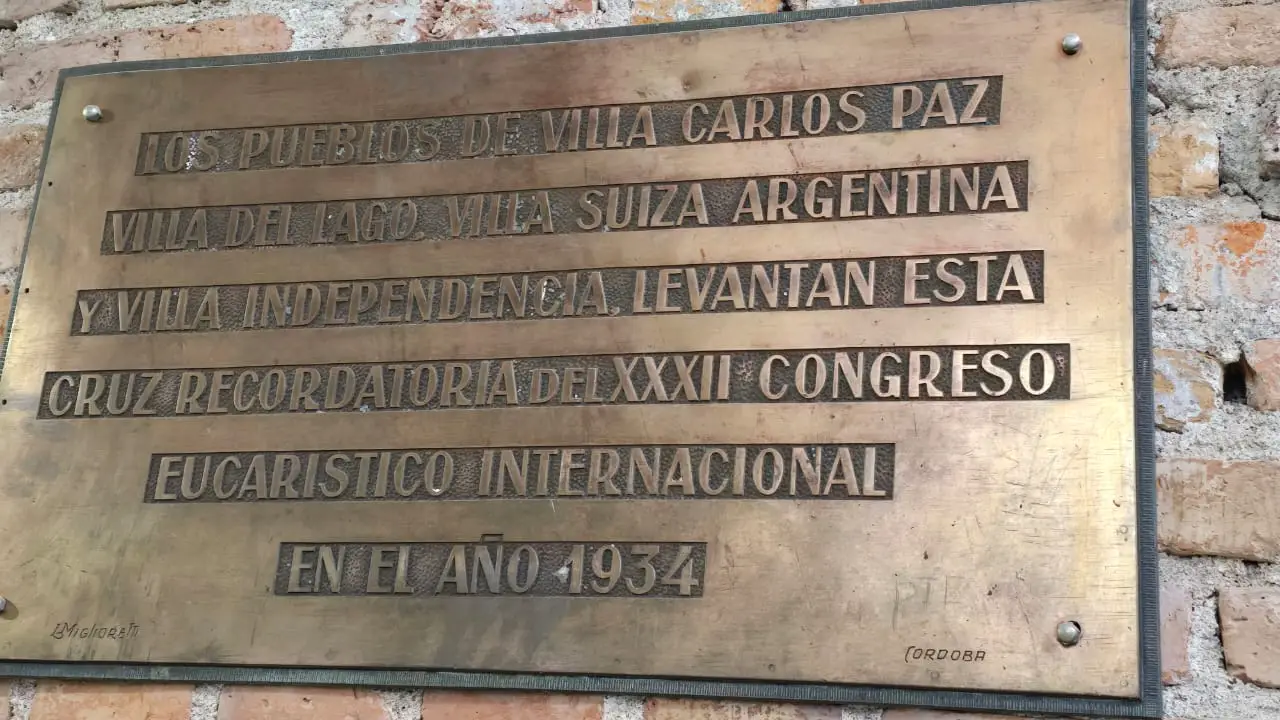 LOS PUEBLOS DE VILLA CARLOS PAZ
VILLA DEL LAGO VILLA SUIZA ARGENTINA
Y VILLA INDEPENDENCIA, LEVANTAN ESTA
CRUZ RECORDATORIA DEL XXXII CONGRESO
EUCARISTICO INTERNACIONAL
EN EL AÑO 1934
MIGLIORETTI
CORDOBA